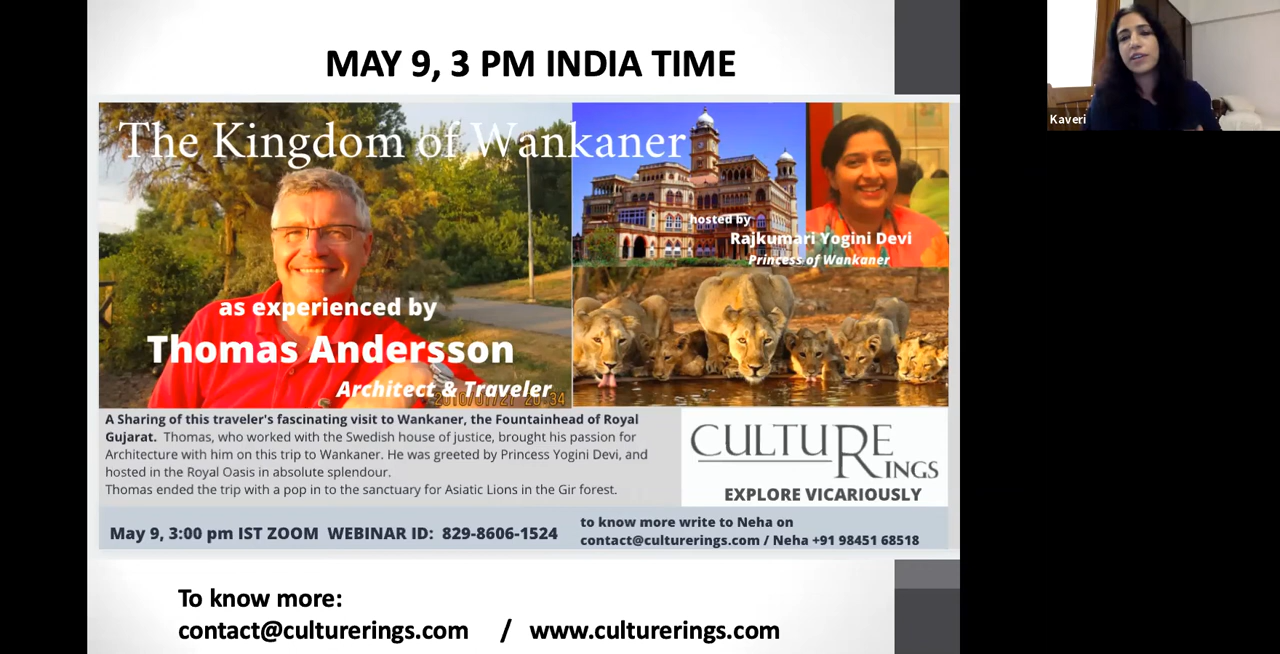 MAY 9, 3 PM INDIA TIME
Kaveri
The Kingdom of Wankaner
hosted by
Rajkumari Yogini Devi
Princess of Wankaner
as experienced by
Thomas Andersson
Architect & Traveler
A Sharing of this traveler's fascinating visit to Wankaner, the Fountainhead of Royal
Gujarat. Thomas, who worked with the Swedish house of justice, brought his passion for
Architecture with him on this trip to Wankaner. He was greeted by Princess Yogini Devi, and
hosted in the Royal Oasis in absolute splendour.
Thomas ended the trip with a pop in to the sanctuary for Asiatic Lions in the Gir forest.
CULTURE
RINGS
EXPLORE VICARIOUSLY
May 9, 3:00 pm IST ZOOM WEBINAR ID: 829-8606-1524
to know more write to Neha on
contact@culturerings.com / Neha +91 98451 68518
To know more:
contact@culturerings.com / www.culturerings.com